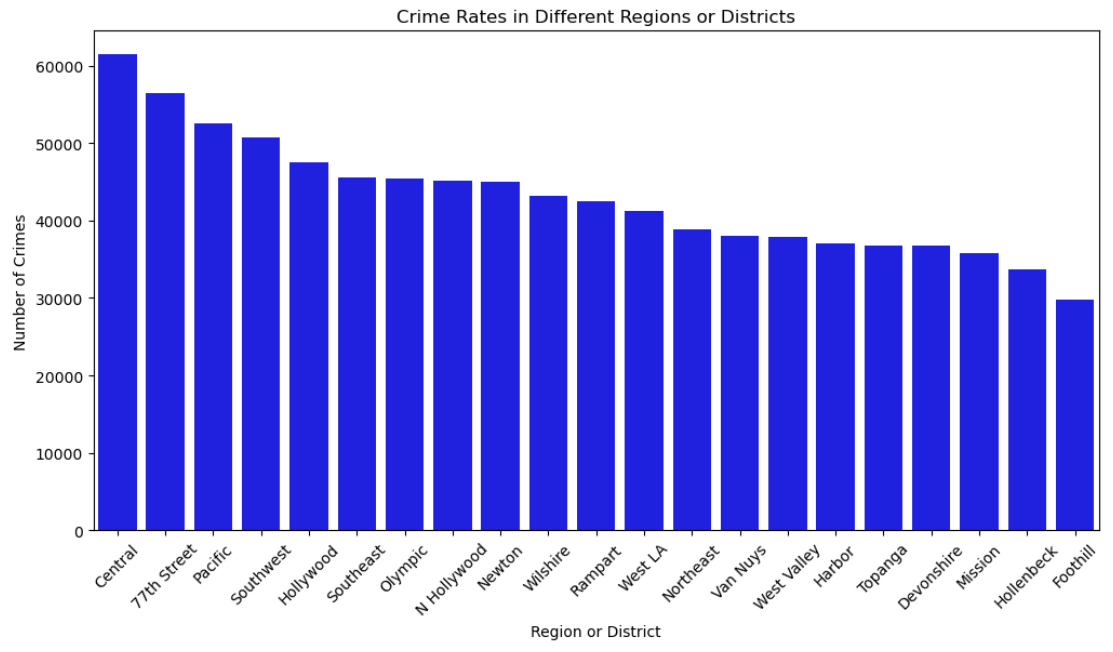 Crime Rates in Different Regions or Districts
Number of Crimes
60000
50000
40000
30000
20000
10000
0
Central
77th Street
Pacific
Southwest
Hollywood
Southeast
Olympic
N Hollywood
Newton
Wilshire
Rampart
West LA
Northeast
Van Nuys
West Valley
Harbor
Topanga
Devonshire
Mission
Hollenbeck
Foothill
Region or District